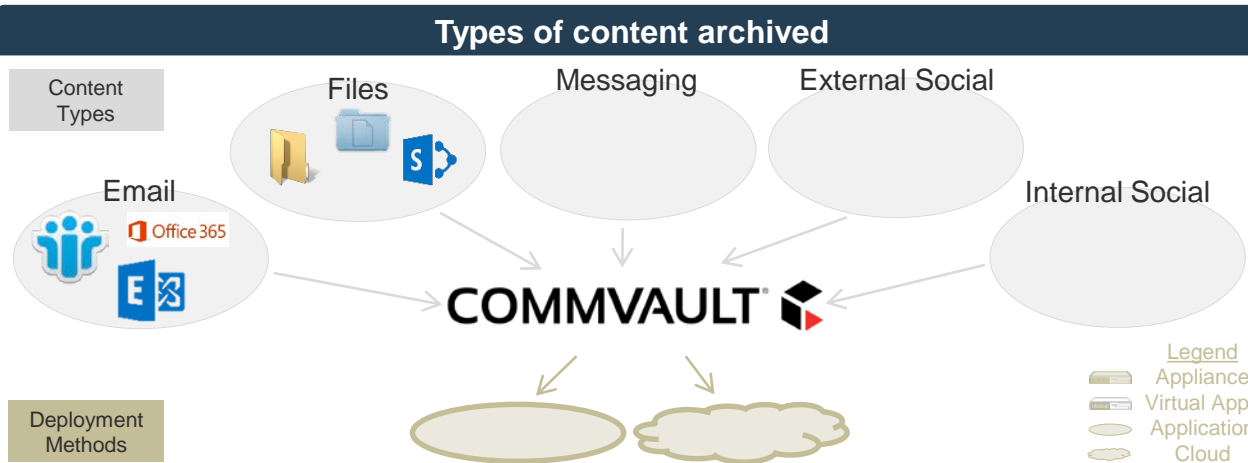 Types of content archived
Content
Types
Files
Messaging
External Social
Email
Internal Social
Office 365
S
E
COMMVAULT
Legend
Appliance
Virtual App
Application
Cloud
Deployment
Methods